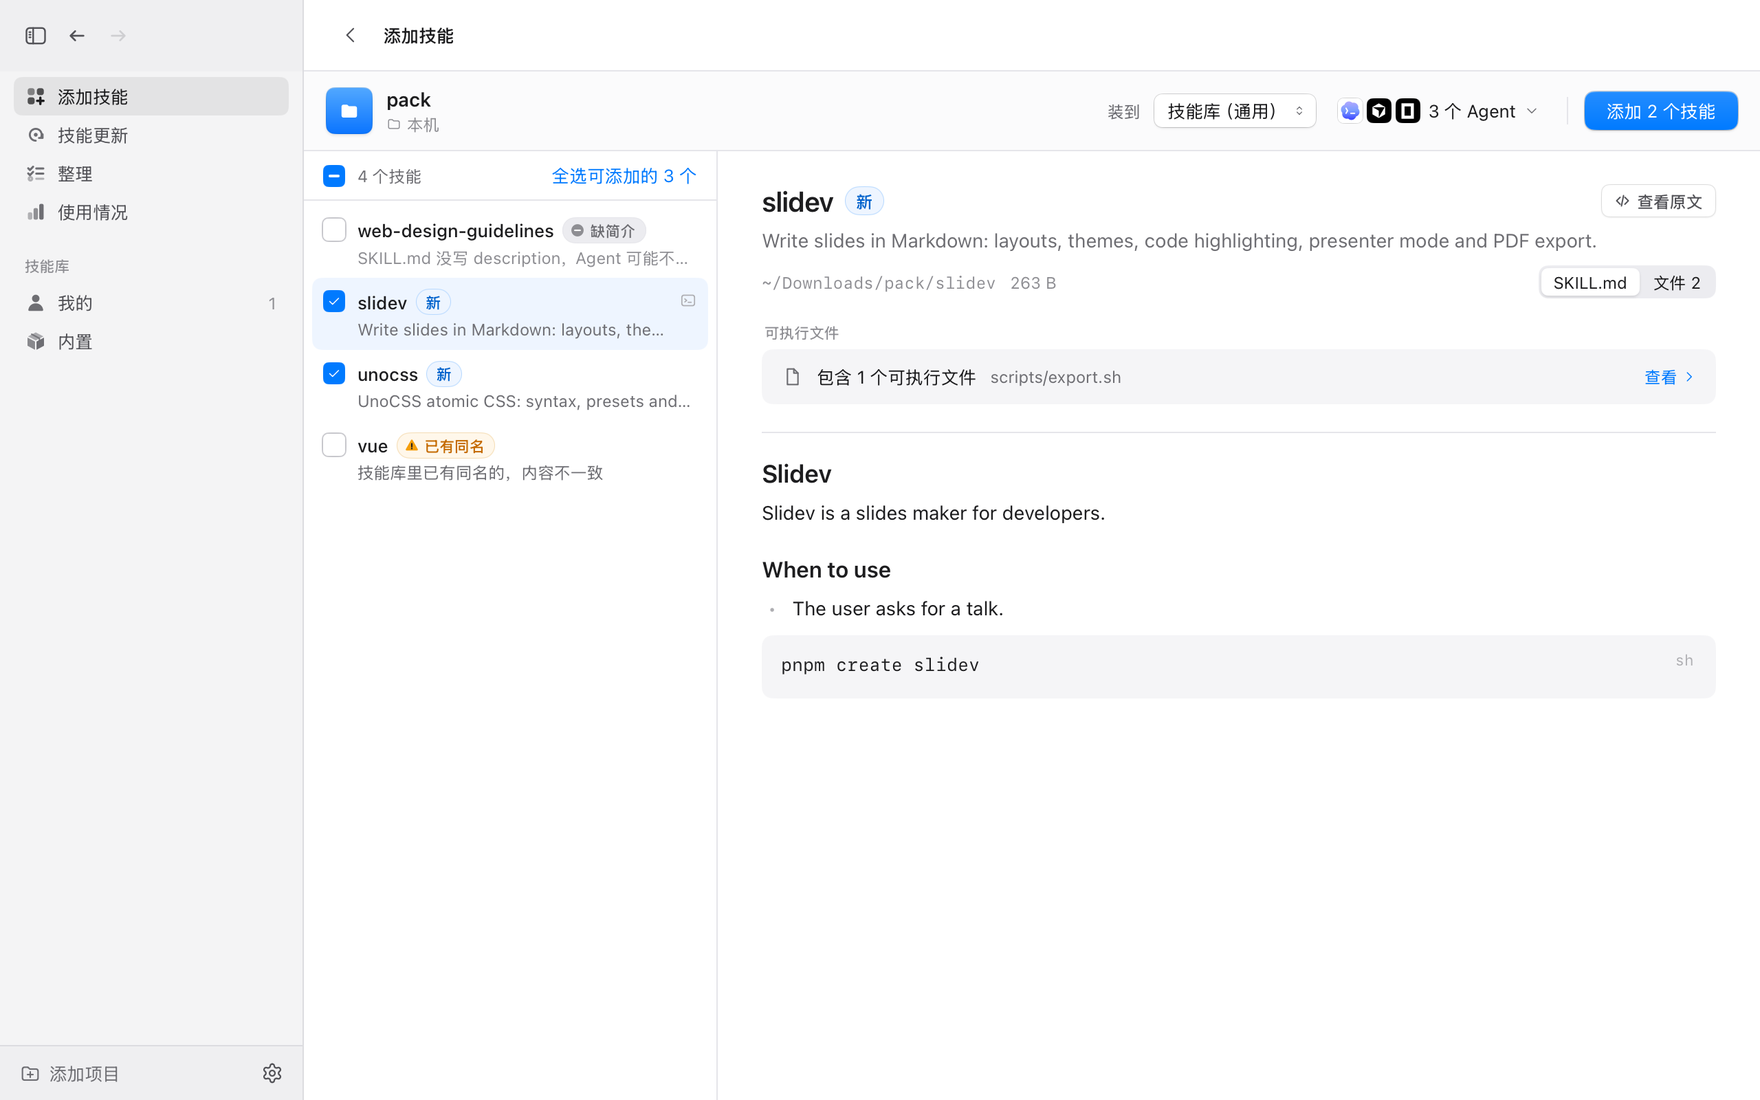 添加技能
添加技能
技能更新
整理
使用情况
技能库
我的 1
内置
添加项目
pack
本机
装到 技能库（通用） 3 个 Agent 添加 2 个技能
4 个技能 全选可添加的 3 个
web-design-guidelines 缺简介
SKILL.md 没写 description，Agent 可能不...
slidev 新
Write slides in Markdown: layouts, the...
unocss 新
UnoCSS atomic CSS: syntax, presets and...
vue 已有同名
技能库里已有同名的，内容不一致
slidev 新 查看原文
Write slides in Markdown: layouts, themes, code highlighting, presenter mode and PDF export.
~/Downloads/pack/slidev 263 B SKILL.md 文件 2
可执行文件
包含 1 个可执行文件 scripts/export.sh 查看
Slidev
Slidev is a slides maker for developers.
When to use
• The user asks for a talk.
pnpm create slidev sh